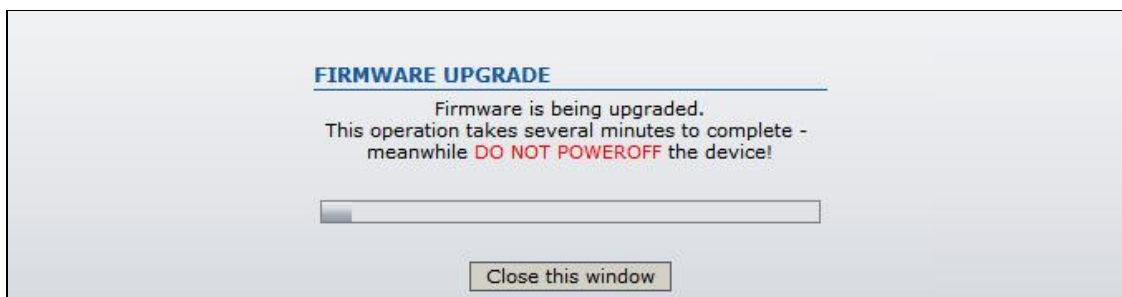 FIRMWARE UPGRADE
Firmware is being upgraded.
This operation takes several minutes to complete -
meanwhile DO NOT POWEROFF the device!
Close this window